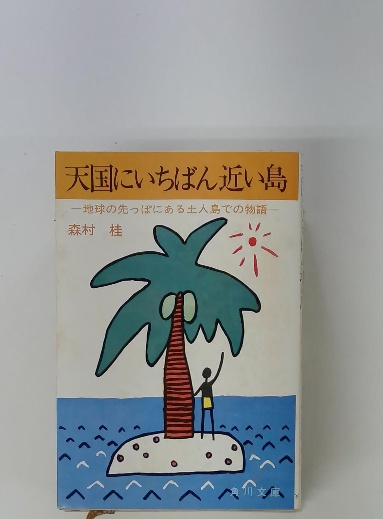 天国にいちばん近い島
—地球の先っぽにある土人島での物語—
森村 桂
角川文庫